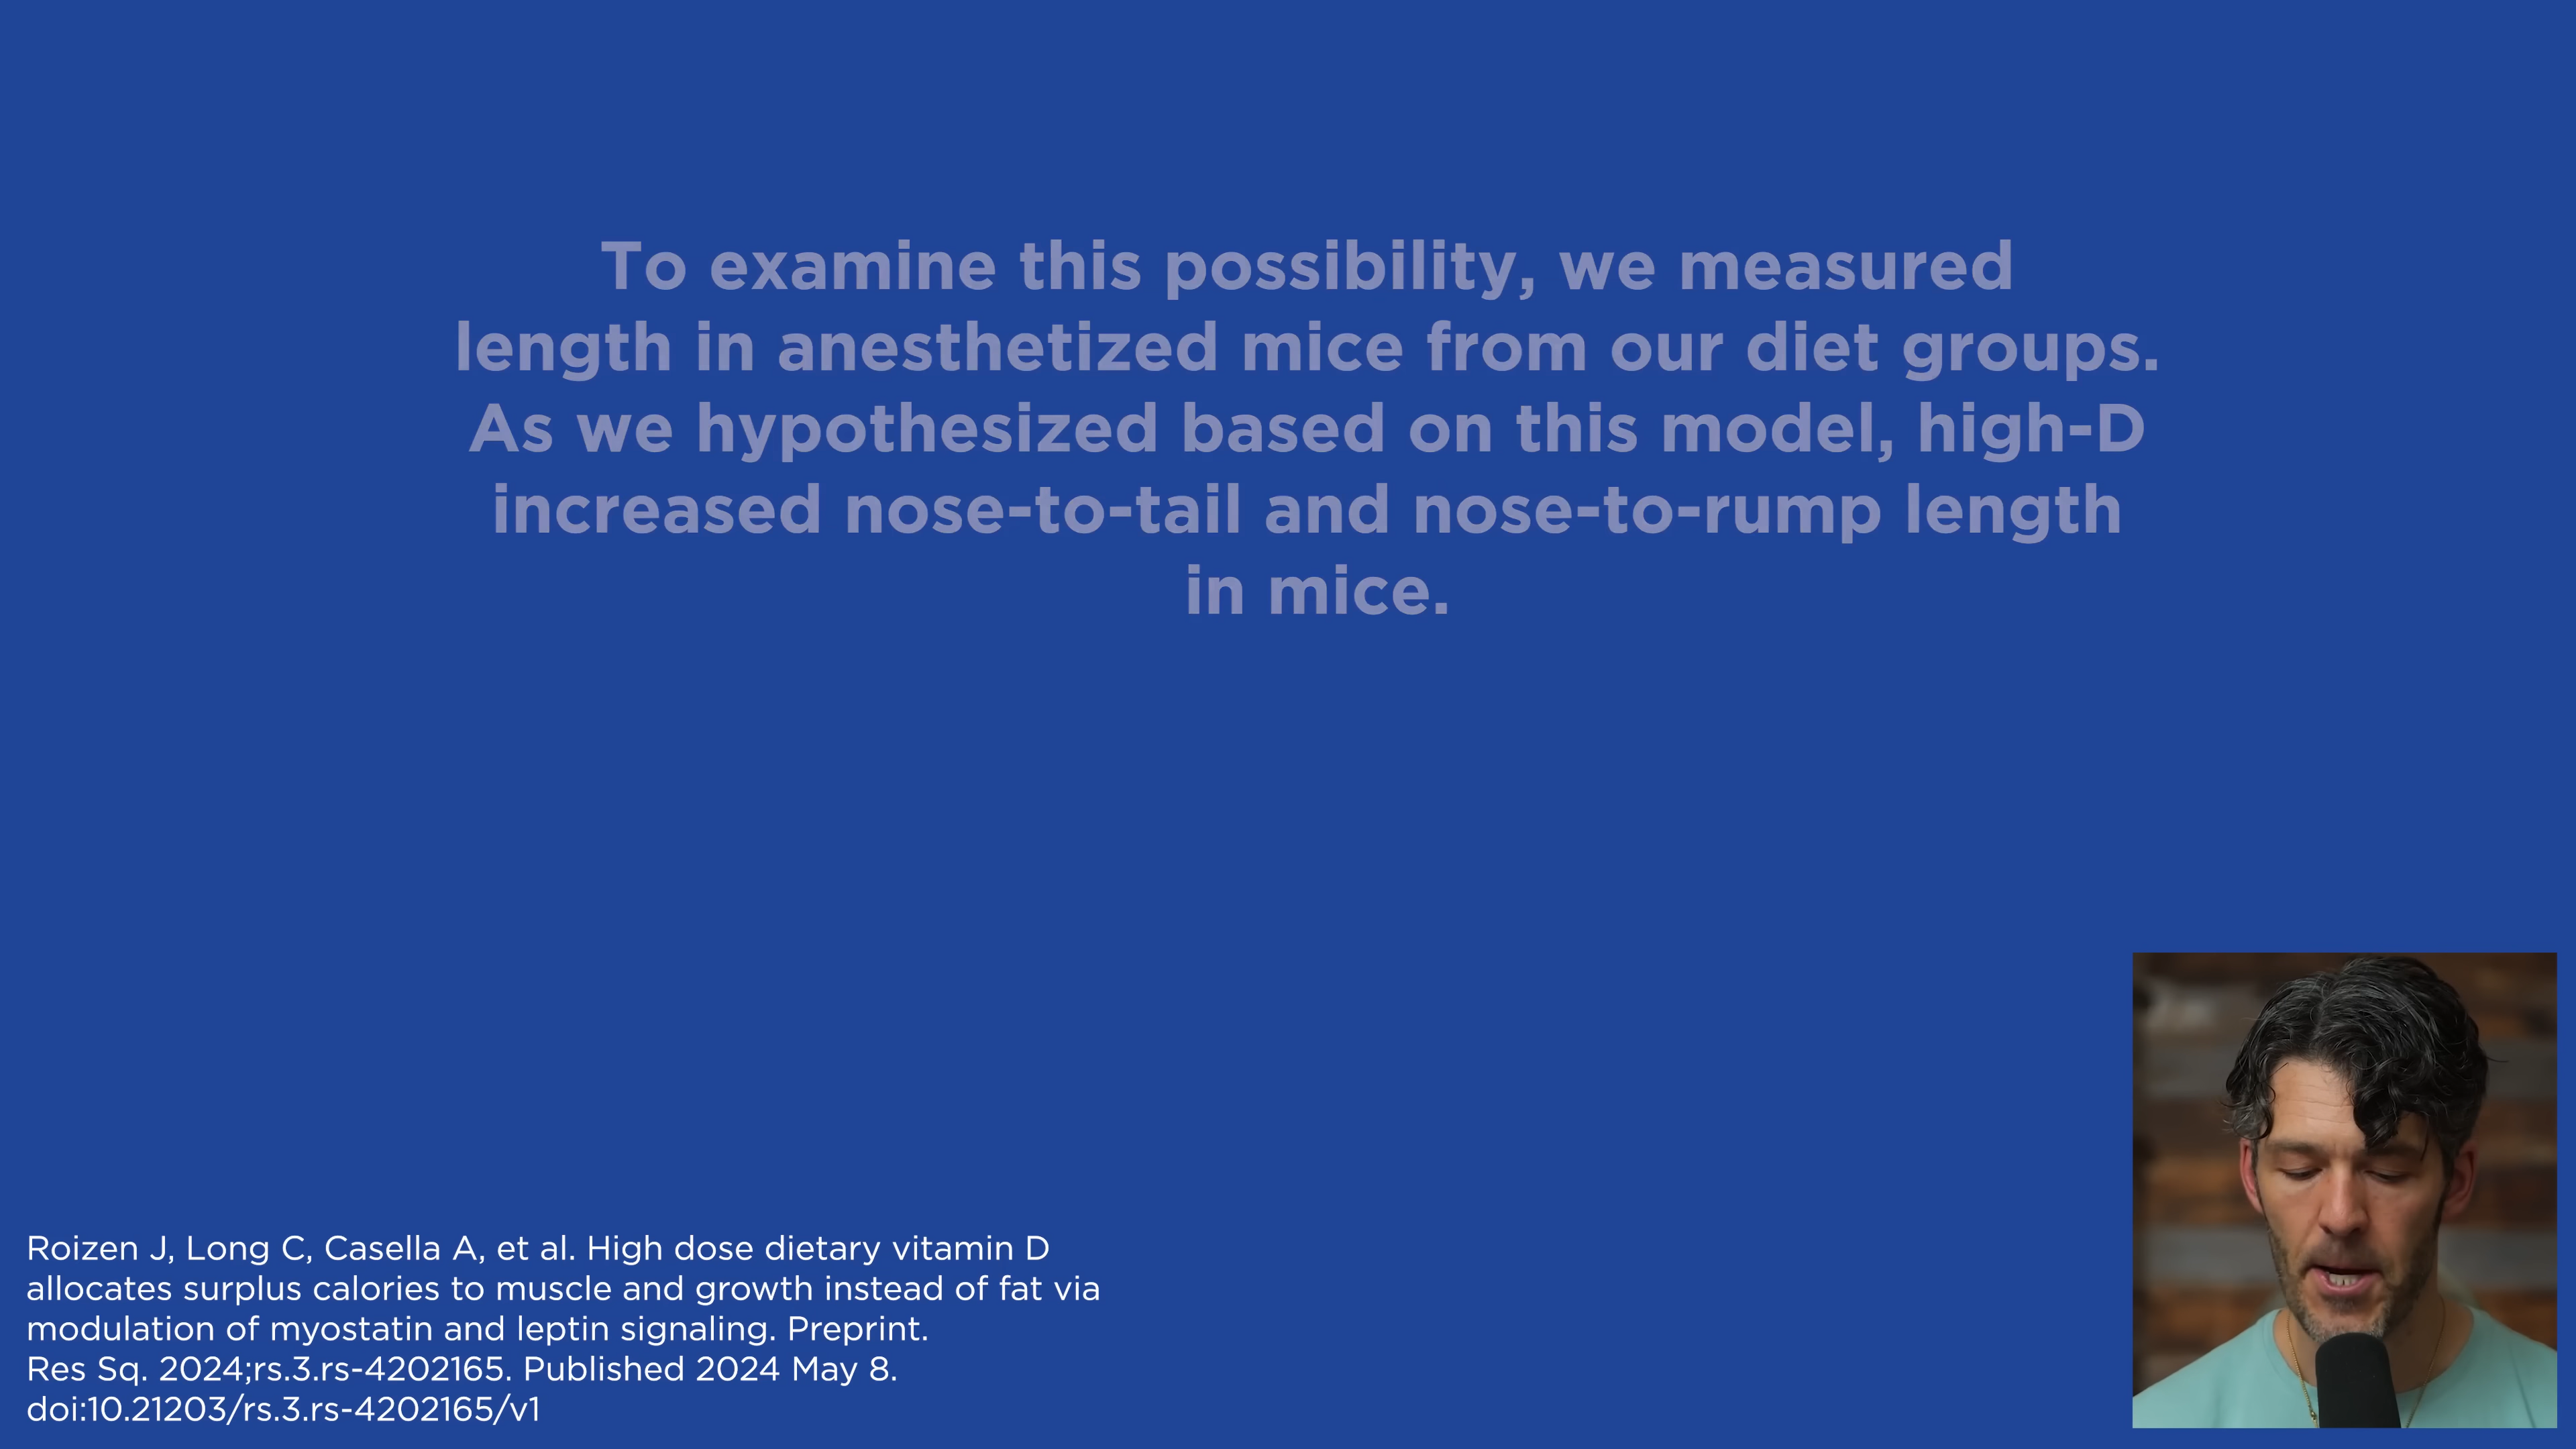 To examine this possibility, we measured
length in anesthetized mice from our diet groups.
As we hypothesized based on this model, high-D
increased nose-to-tail and nose-to-rump length
in mice.
Roizen J, Long C, Casella A, et al. High dose dietary vitamin D
allocates surplus calories to muscle and growth instead of fat via
modulation of myostatin and leptin signaling. Preprint.
Res Sq. 2024;rs.3.rs-4202165. Published 2024 May 8.
doi:10.21203/rs.3.rs-4202165/v1